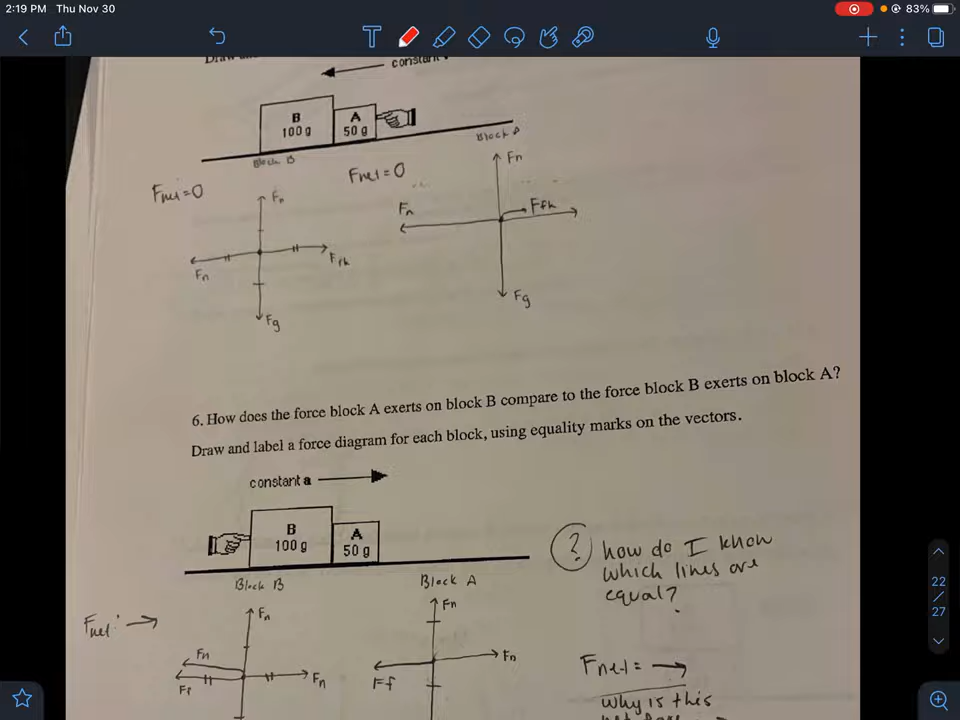 2:19 PM Thu Nov 30
83%
constant
B
100 g
A
50 g
Block B
Block A
Fnet=0
Fnet=0
Fn
Fn
Fn
Ffk
Fn
Ffk
Fg
Fg
6. How does the force block A exerts on block B compare to the force block B exerts on block A?
Draw and label a force diagram for each block, using equality marks on the vectors.
constant a
B
100 g
A
50 g
? how do I know
which lines are
equal?
Block B
Block A
Fnet:
Fn
Fn
Fn
Ff
Fn
Ff
Fn
Fnet =
why is this
22
/
27